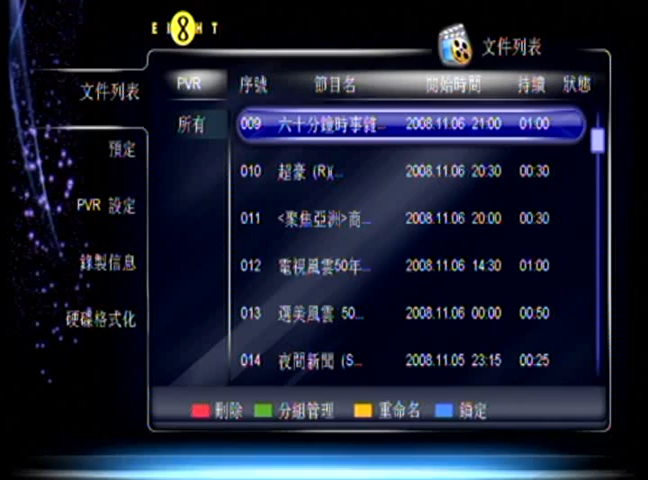 EIGHT
文件列表
文件列表
預定
PVR 設定
錄製信息
硬碟格式化
PVR
所有
序號 節目名 開始時間 持續 狀態
009 六十分鐘時事雜... 2008.11.06 21:00 01:00
010 超豪 (R)(... 2008.11.06 20:30 00:30
011 <聚焦亞洲>商... 2008.11.06 20:00 00:30
012 電視風雲50年... 2008.11.06 14:30 01:00
013 選美風雲 50... 2008.11.06 00:00 00:50
014 夜間新聞 (S... 2008.11.05 23:15 00:25
刪除 分組管理 重命名 鎖定